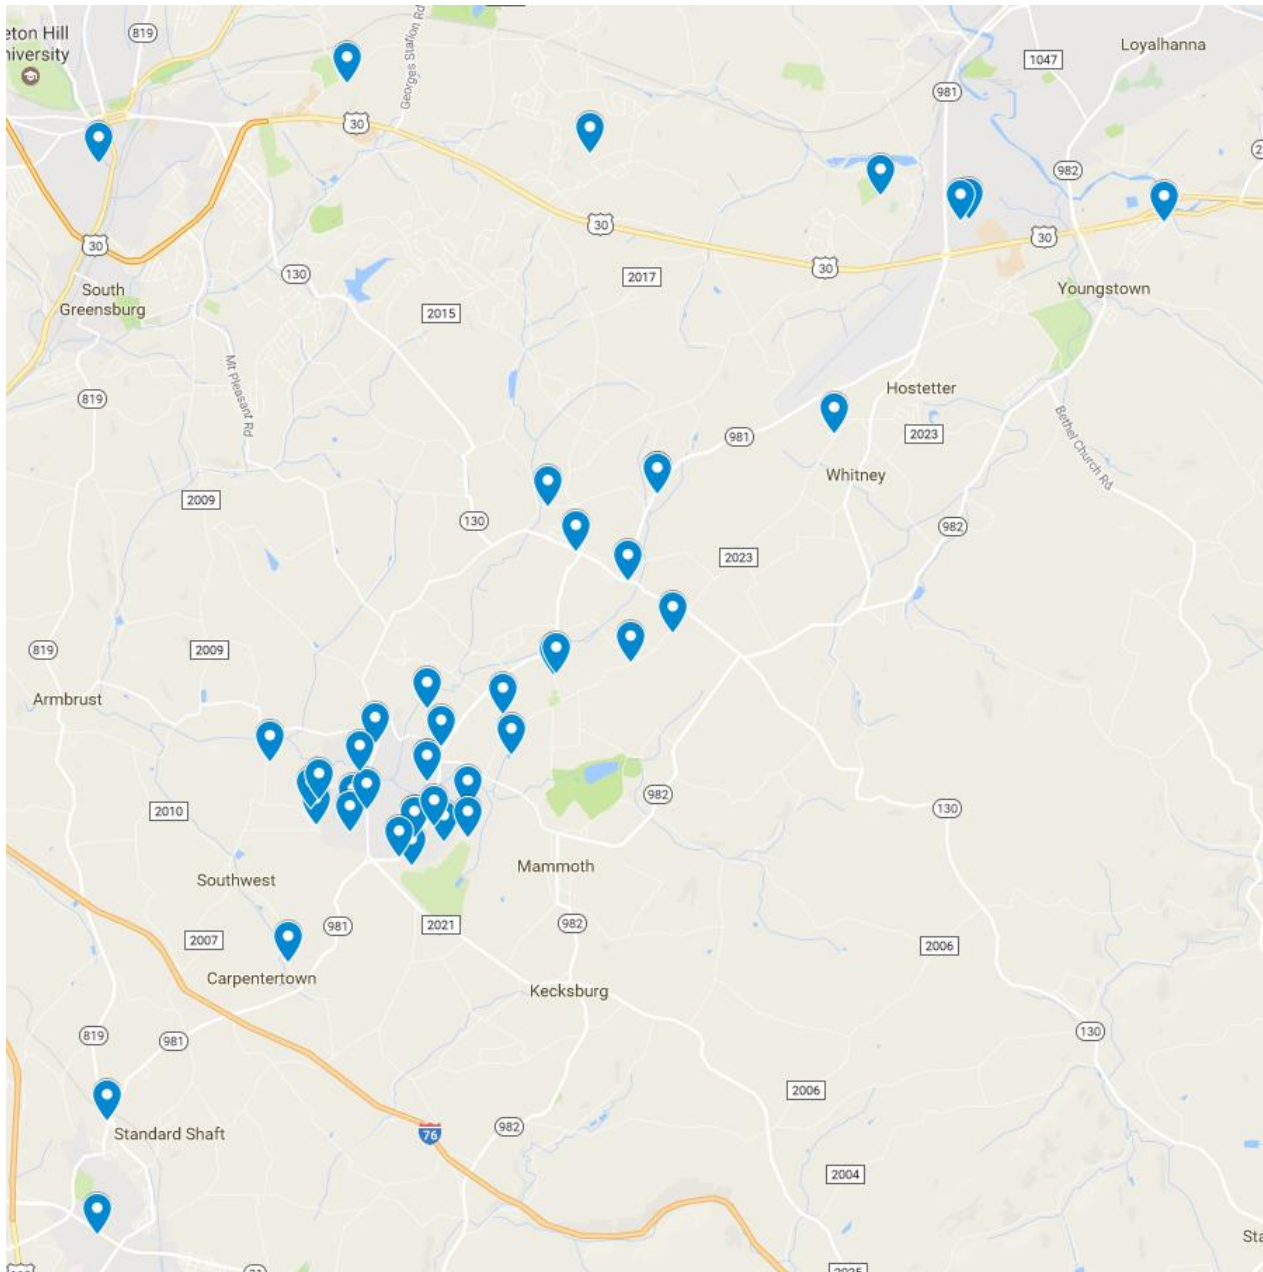 eton Hill
niversity
819
Georges Station Rd
981
1047
Loyalhanna
30
982
30
30
30
30
130
2017
South
Greensburg
2015
Youngstown
Mt Pleasant Rd
819
Hostetter
2023
981
Bethel Church Rd
Whitney
2009
130
982
2023
819
2009
Armbrust
982
2010
130
Mammoth
Southwest
2021
982
981
2007
2006
Carpentertown
Kecksburg
819
981
130
2006
76
982
Standard Shaft
2004
Sta
31
2025